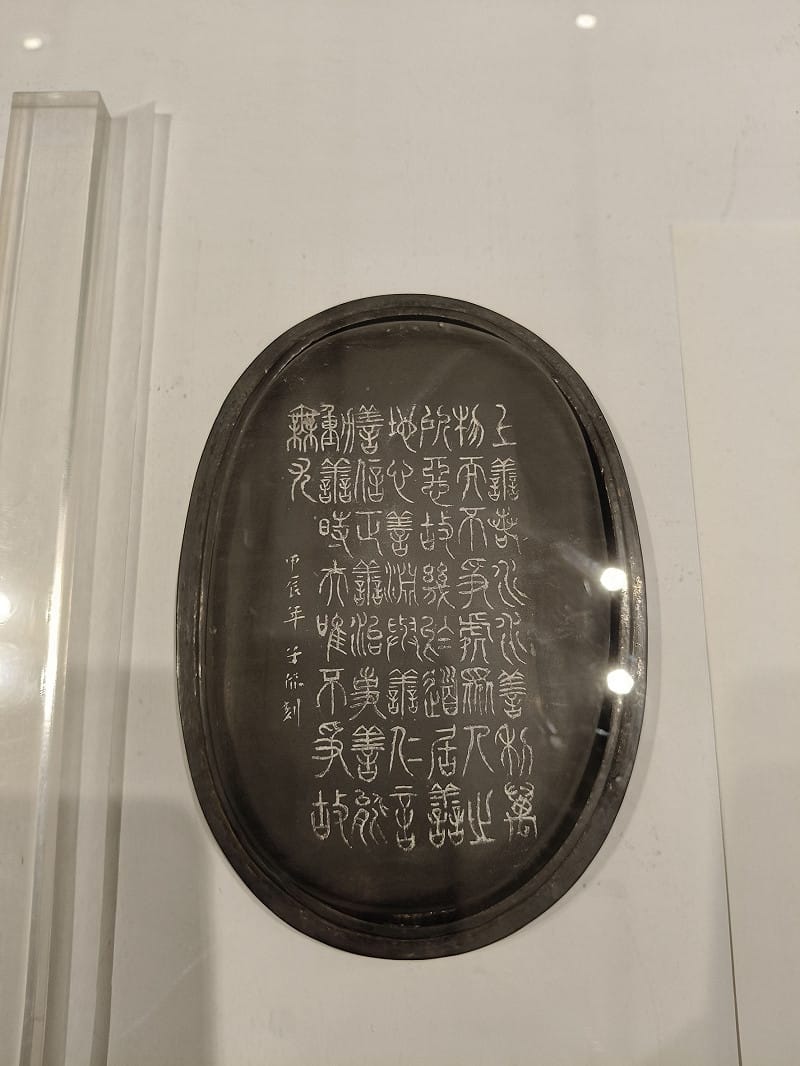 上善若水水善利萬
物而不爭處眾人之
所惡故幾於道居善
地心善淵與善仁言
善信正善治事善能
動善時夫唯不爭故
無尤
甲辰年 刻